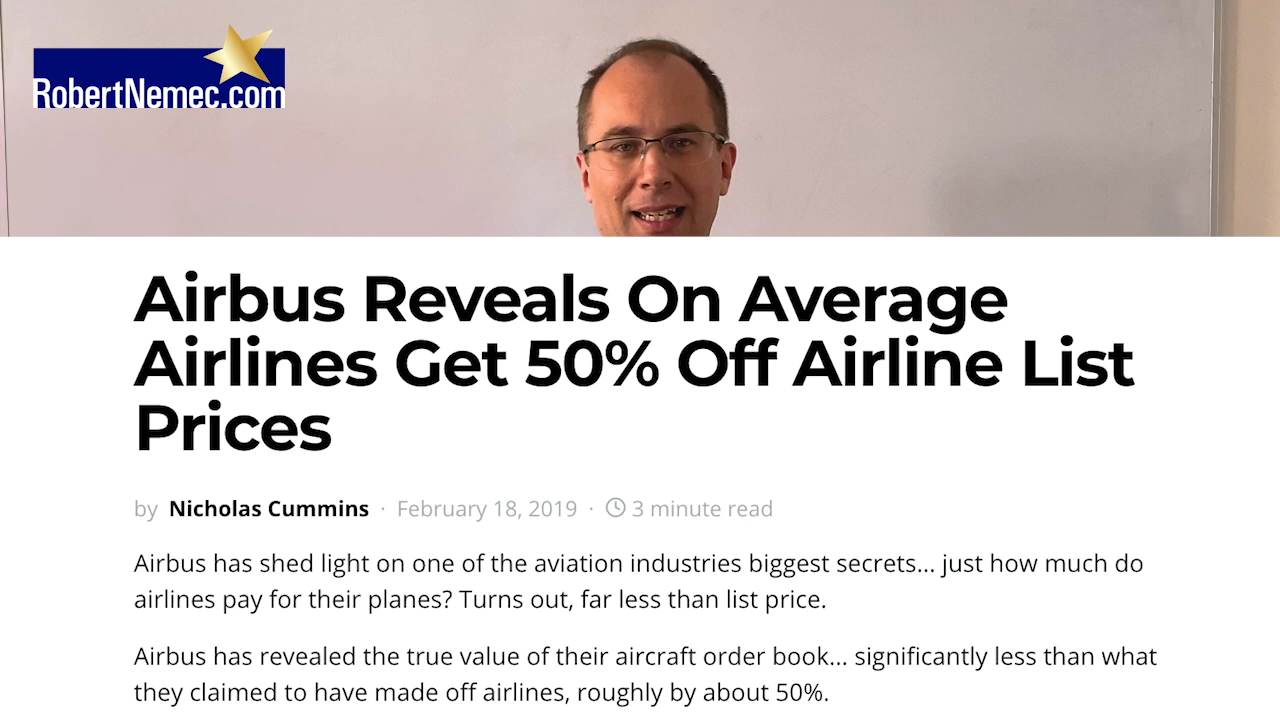 RobertNemec.com
Airbus Reveals On Average
Airlines Get 50% Off Airline List
Prices
by Nicholas Cummins · February 18, 2019 · 3 minute read
Airbus has shed light on one of the aviation industries biggest secrets... just how much do
airlines pay for their planes? Turns out, far less than list price.
Airbus has revealed the true value of their aircraft order book... significantly less than what
they claimed to have made off airlines, roughly by about 50%.